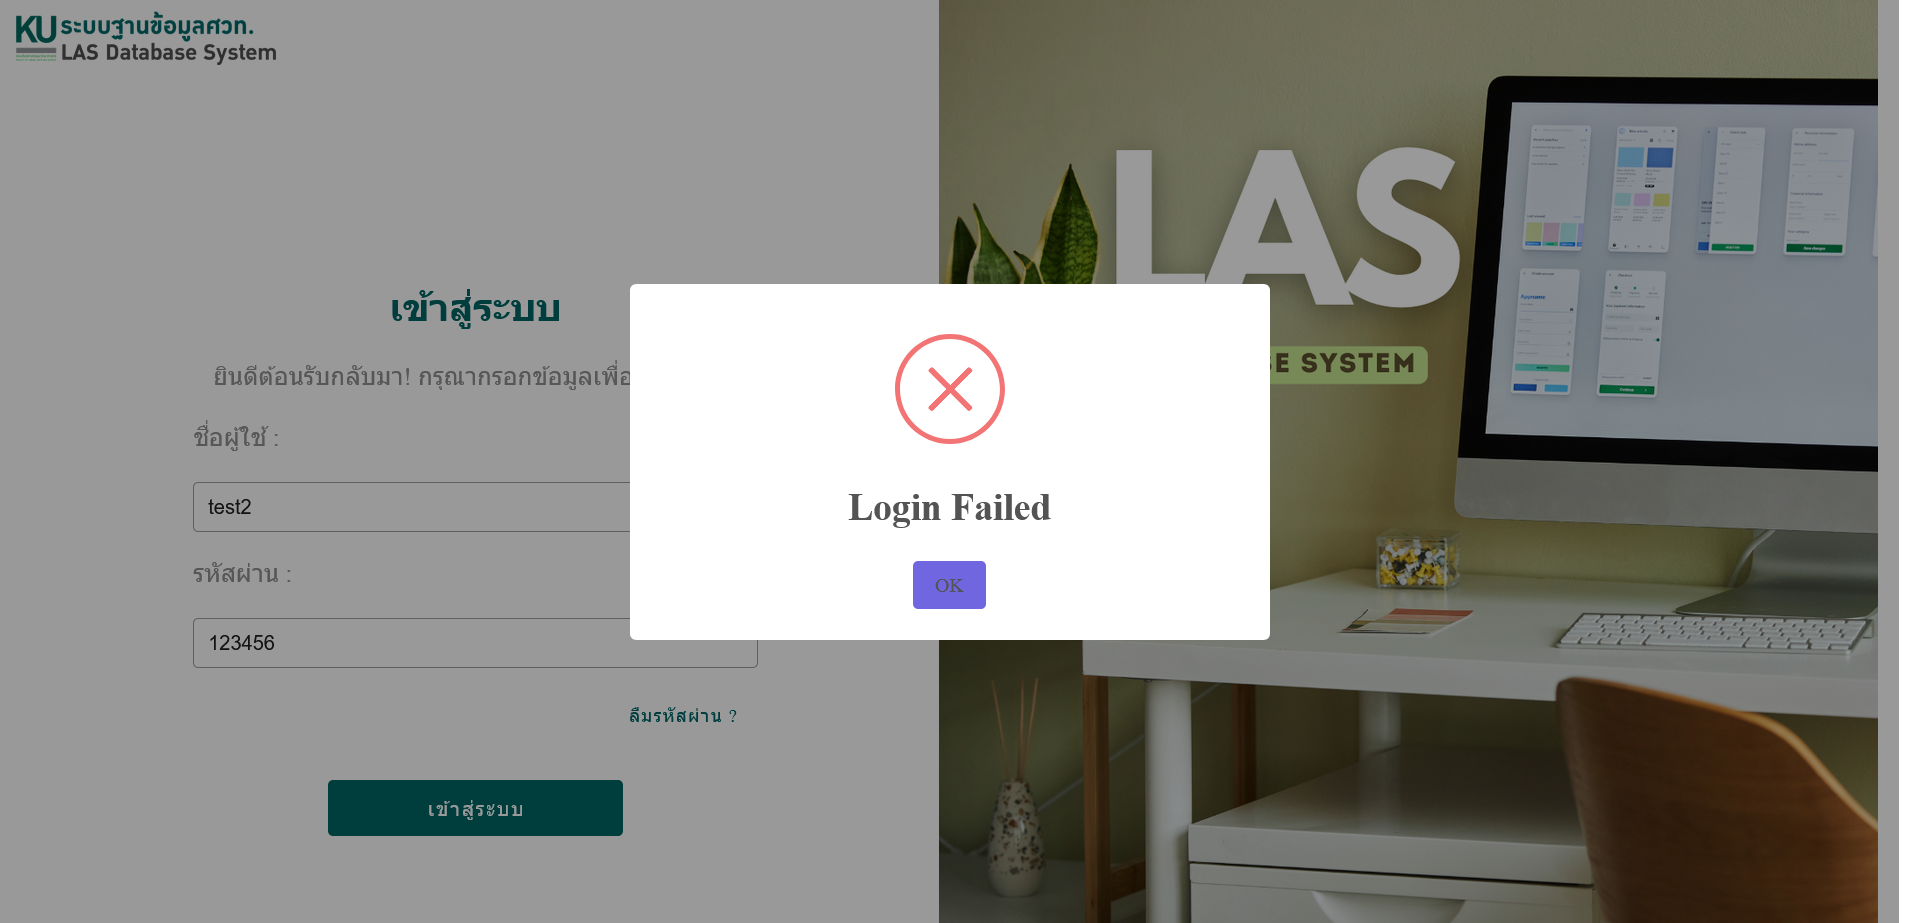 KU ระบบฐานข้อมูลศวท.
LAS Database System
เข้าสู่ระบบ
ยินดีต้อนรับกลับมา! กรุณากรอกข้อมูลเพื่อ
ชื่อผู้ใช้ :
test2
รหัสผ่าน :
123456
ลืมรหัสผ่าน ?
เข้าสู่ระบบ
LAS
SE SYSTEM
Login Failed
OK